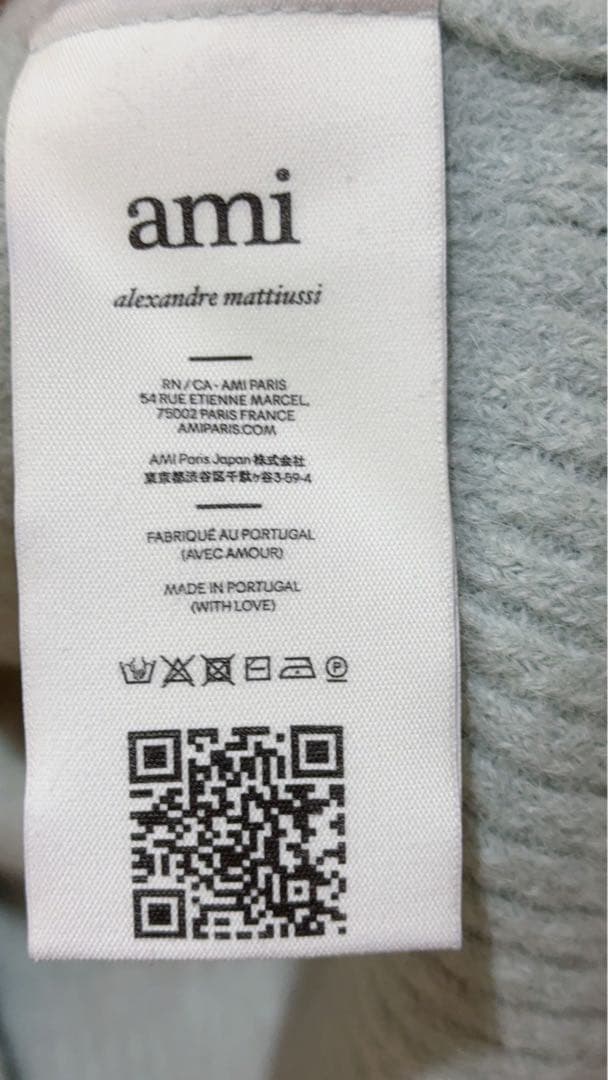 ami
alexandre mattiussi
RN / CA - AMI PARIS
54 RUE ETIENNE MARCEL,
75002 PARIS FRANCE
AMIPARIS.COM
AMI Paris Japan 株式会社
東京都渋谷区千駄ヶ谷3-59-4
FABRIQUÉ AU PORTUGAL
(AVEC AMOUR)
MADE IN PORTUGAL
(WITH LOVE)
P